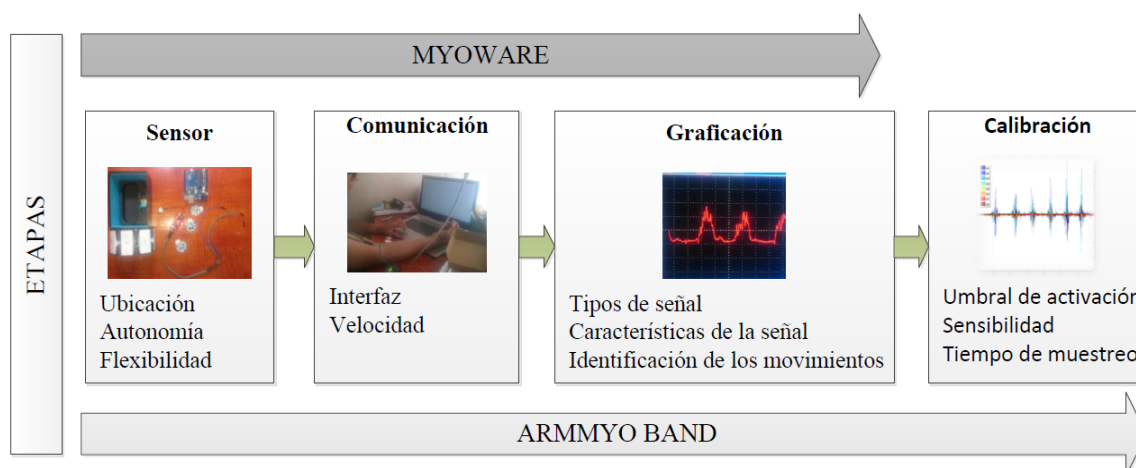 MYOWARE
ETAPAS
Sensor
Ubicación
Autonomía
Flexibilidad
Comunicación
Interfaz
Velocidad
Graficación
Tipos de señal
Características de la señal
Identificación de los movimientos
Calibración
Umbral de activación
Sensibilidad
Tiempo de muestreo
ARMMYO BAND